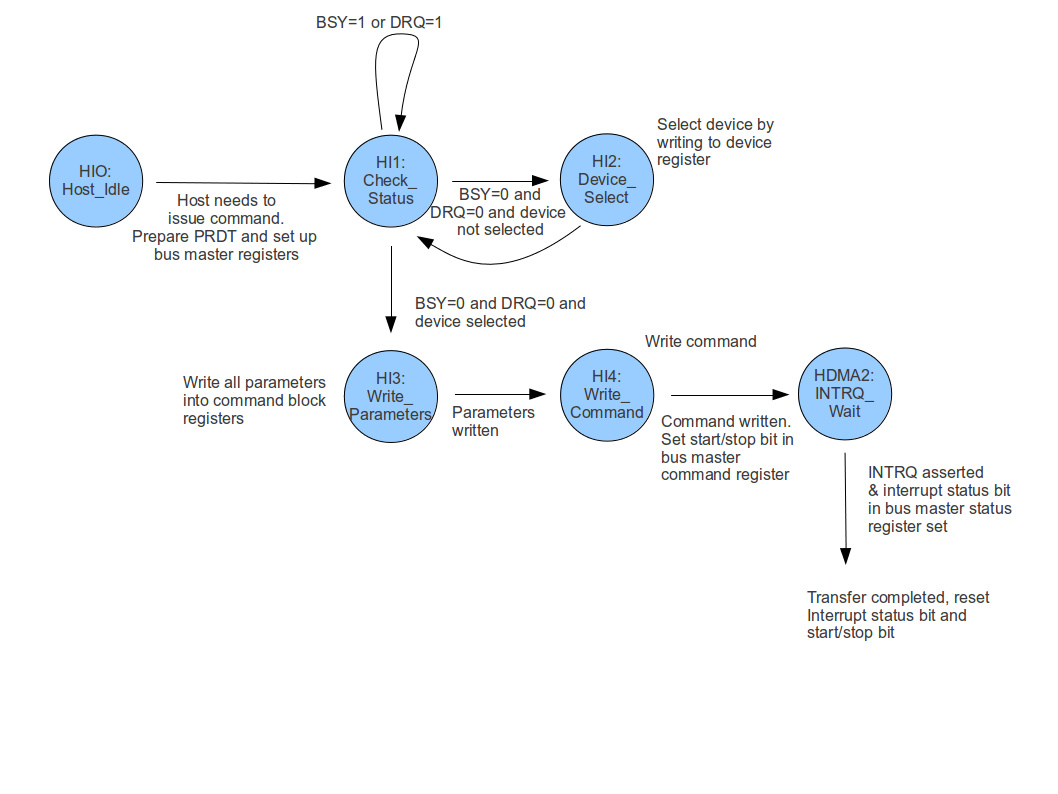 BSY=1 or DRQ=1
HIO:
Host_Idle
Host needs to
issue command.
Prepare PRDT and set up
bus master registers
HI1:
Check_
Status
BSY=0 and
DRQ=0 and device
not selected
HI2:
Device_
Select
Select device by
writing to device
register
BSY=0 and DRQ=0 and
device selected
Write all parameters
into command block
registers
HI3:
Write_
Parameters
Parameters
written
HI4:
Write_
Command
Write command
Command written.
Set start/stop bit in
bus master
command register
HDMA2:
INTRQ_
Wait
INTRQ asserted
& interrupt status bit
in bus master status
register set
Transfer completed, reset
Interrupt status bit and
start/stop bit